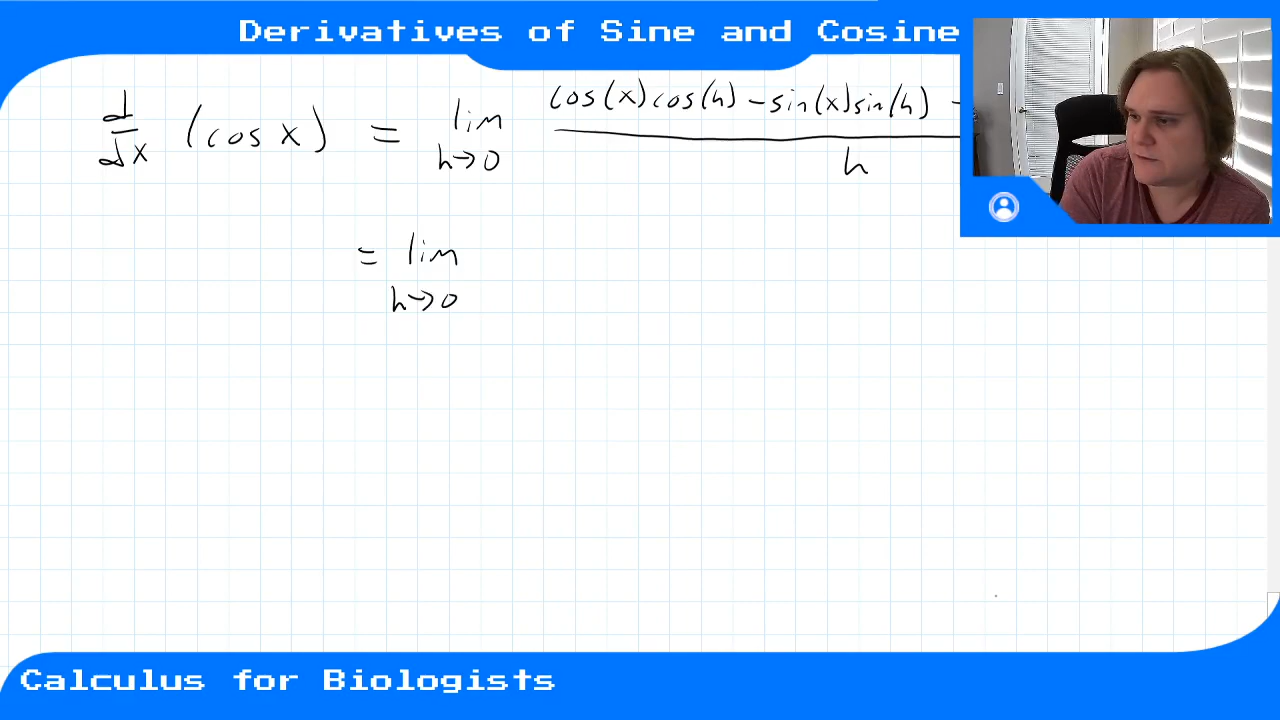 Derivatives of Sine and Cosine
d/dx (cos x) = lim h→0 cos(x)cos(h) - sin(x)sin(h) - / h
= lim h→0
Calculus for Biologists